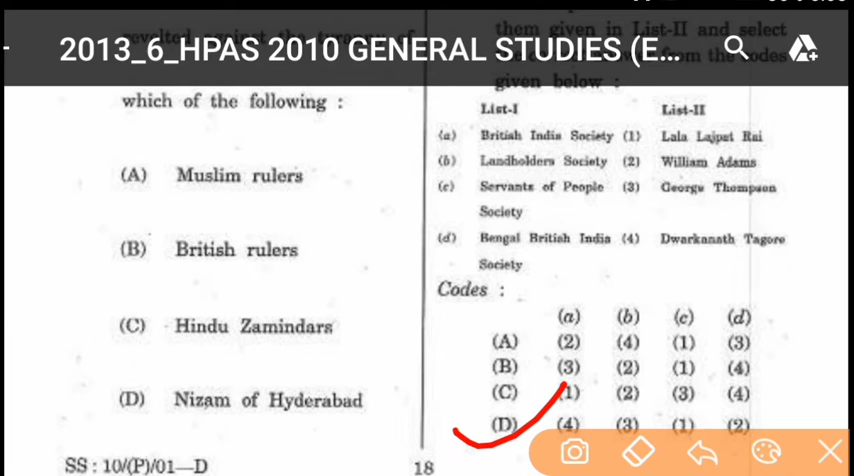 2013_6_HPAS 2010 GENERAL STUDIES (E...
them given in List-II and select
from the codes
given below :
which of the following :
(A) Muslim rulers
(B) British rulers
(C) Hindu Zamindars
(D) Nizam of Hyderabad
SS : 10/(P)/01—D
18
List-I List-II
(a) British India Society (1) Lala Lajpat Rai
(b) Landholders Society (2) William Adams
(c) Servants of People (3) George Thompson
Society
(d) Bengal British India (4) Dwarkanath Tagore
Society
Codes :
(a) (b) (c) (d)
(A) (2) (4) (1) (3)
(B) (3) (2) (1) (4)
(C) (1) (2) (3) (4)
(D) (4) (3) (1) (2)